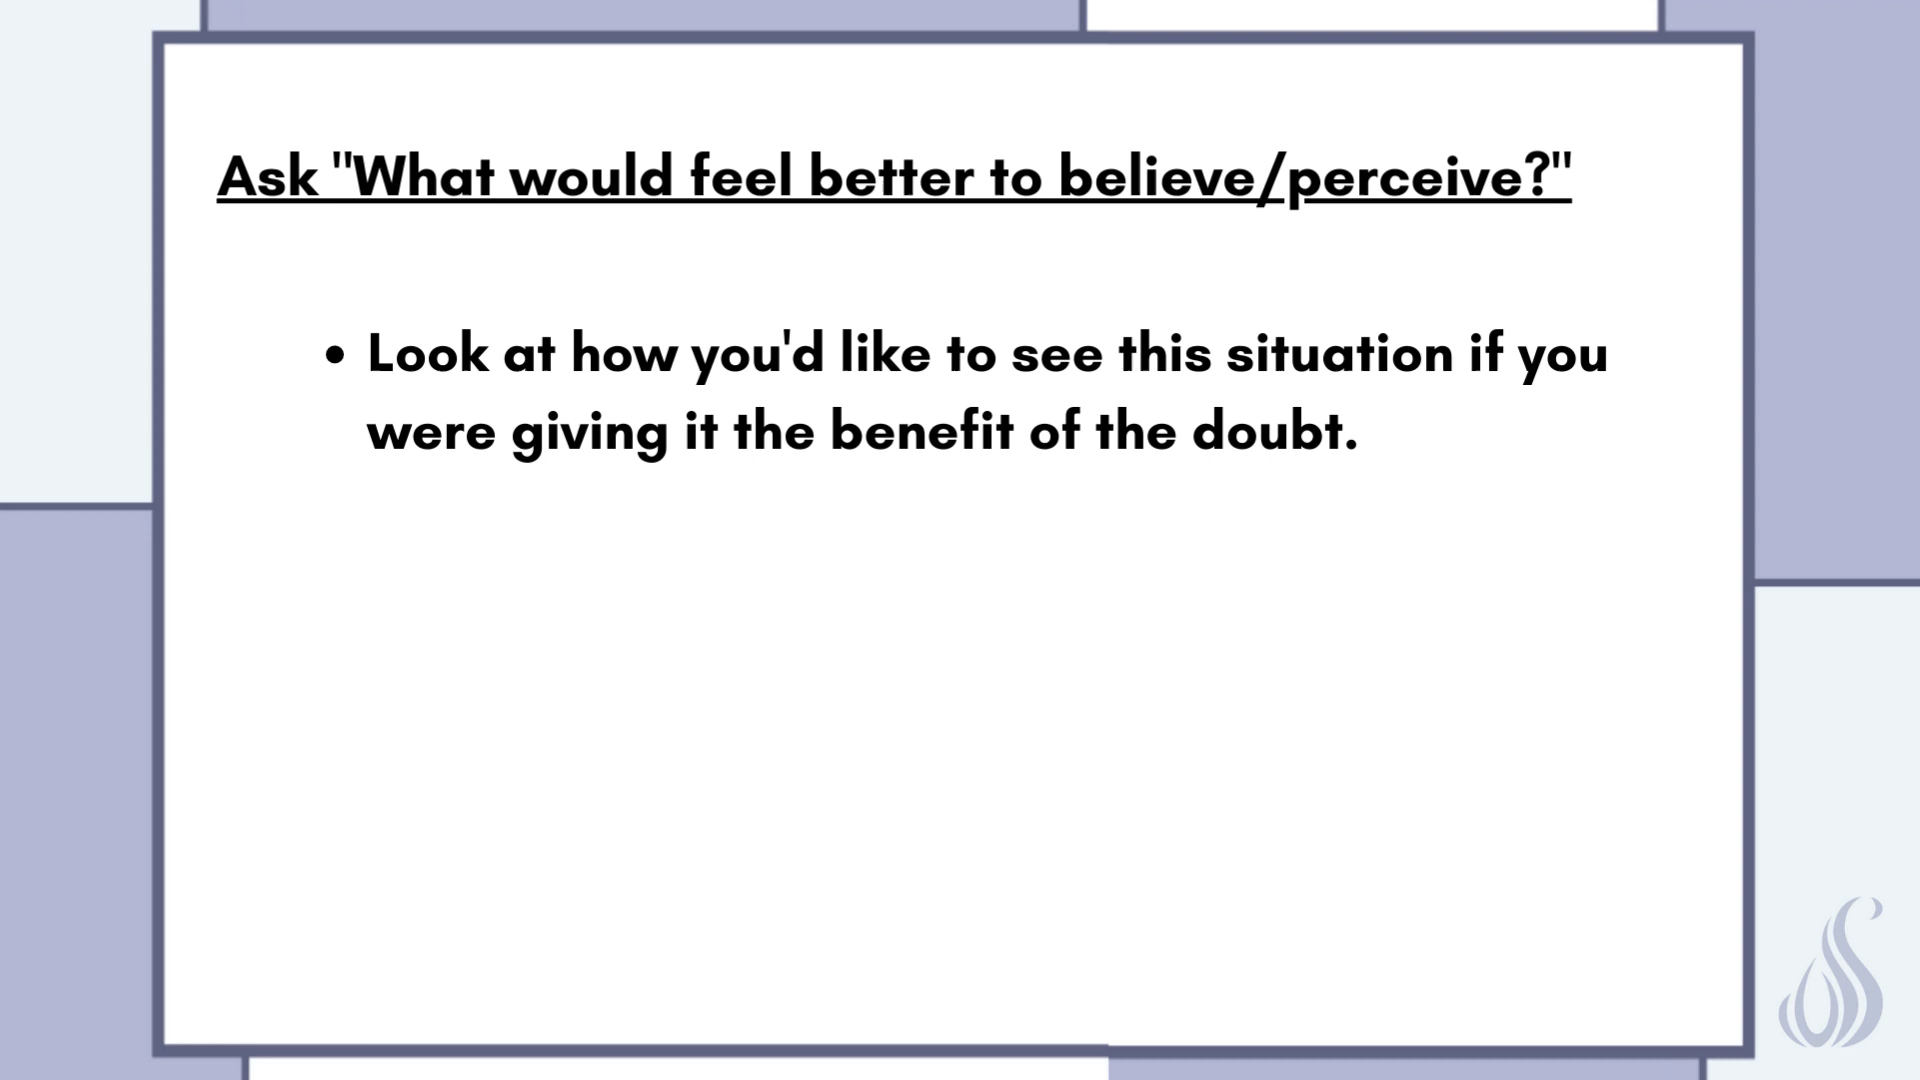 Ask "What would feel better to believe/perceive?"
• Look at how you'd like to see this situation if you
were giving it the benefit of the doubt.